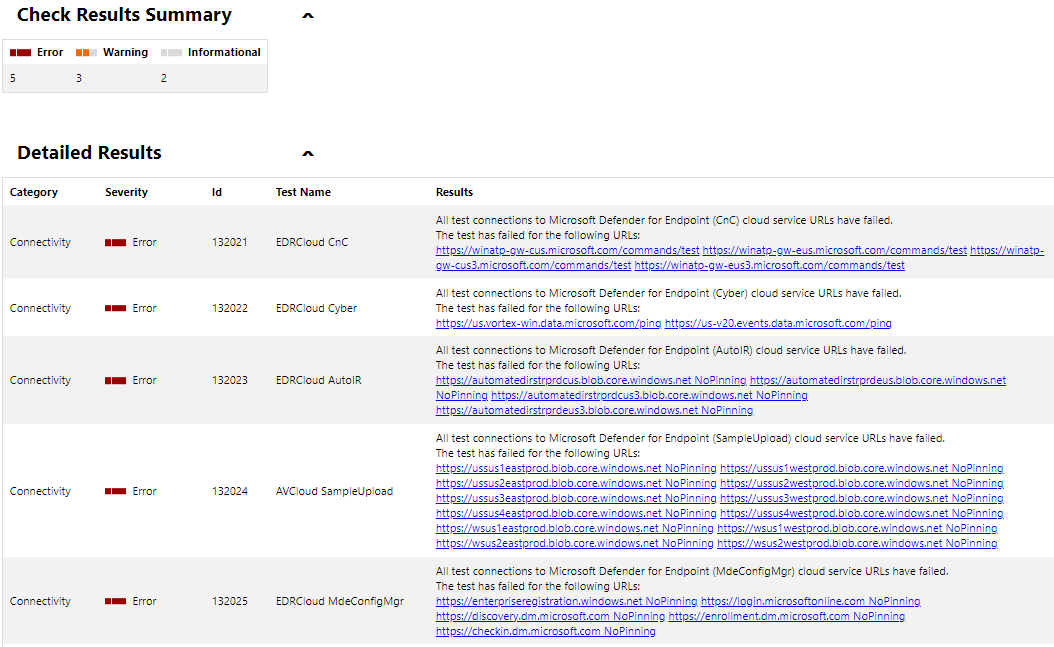 Check Results Summary
Error Warning Informational
5 3 2
Detailed Results
Category Severity Id Test Name Results
All test connections to Microsoft Defender for Endpoint (CnC) cloud service URLs have failed.
The test has failed for the following URLs:
Connectivity Error 132021 EDRCloud CnC
https://winatp-gw-cus.microsoft.com/commands/test https://winatp-gw-eus.microsoft.com/commands/test https://winatp-
gw-cus3.microsoft.com/commands/test https://winatp-gw-eus3.microsoft.com/commands/test
All test connections to Microsoft Defender for Endpoint (Cyber) cloud service URLs have failed.
Connectivity Error 132022 EDRCloud Cyber The test has failed for the following URLs:
https://us.vortex-win.data.microsoft.com/ping https://us-v20.events.data.microsoft.com/ping
All test connections to Microsoft Defender for Endpoint (AutoIR) cloud service URLs have failed.
The test has failed for the following URLs:
Connectivity Error 132023 EDRCloud AutoIR https://automatedirstrprdcus.blob.core.windows.net NoPinning https://automatedirstrprdeus.blob.core.windows.net
NoPinning https://automatedirstrprdcus3.blob.core.windows.net NoPinning
https://automatedirstrprdeus3.blob.core.windows.net NoPinning
All test connections to Microsoft Defender for Endpoint (SampleUpload) cloud service URLs have failed.
The test has failed for the following URLs:
https://ussus1eastprod.blob.core.windows.net NoPinning https://ussus1westprod.blob.core.windows.net NoPinning
https://ussus2eastprod.blob.core.windows.net NoPinning https://ussus2westprod.blob.core.windows.net NoPinning
Connectivity Error 132024 AVCloud SampleUpload
https://ussus3eastprod.blob.core.windows.net NoPinning https://ussus3westprod.blob.core.windows.net NoPinning
https://ussus4eastprod.blob.core.windows.net NoPinning https://ussus4westprod.blob.core.windows.net NoPinning
https://wsus1eastprod.blob.core.windows.net NoPinning https://wsus1westprod.blob.core.windows.net NoPinning
https://wsus2eastprod.blob.core.windows.net NoPinning https://wsus2westprod.blob.core.windows.net NoPinning
All test connections to Microsoft Defender for Endpoint (MdeConfigMgr) cloud service URLs have failed.
The test has failed for the following URLs:
Connectivity Error 132025 EDRCloud MdeConfigMgr https://enterpriseregistration.windows.net NoPinning https://login.microsoftonline.com NoPinning
https://discovery.dm.microsoft.com NoPinning https://enrollment.dm.microsoft.com NoPinning
https://checkin.dm.microsoft.com NoPinning